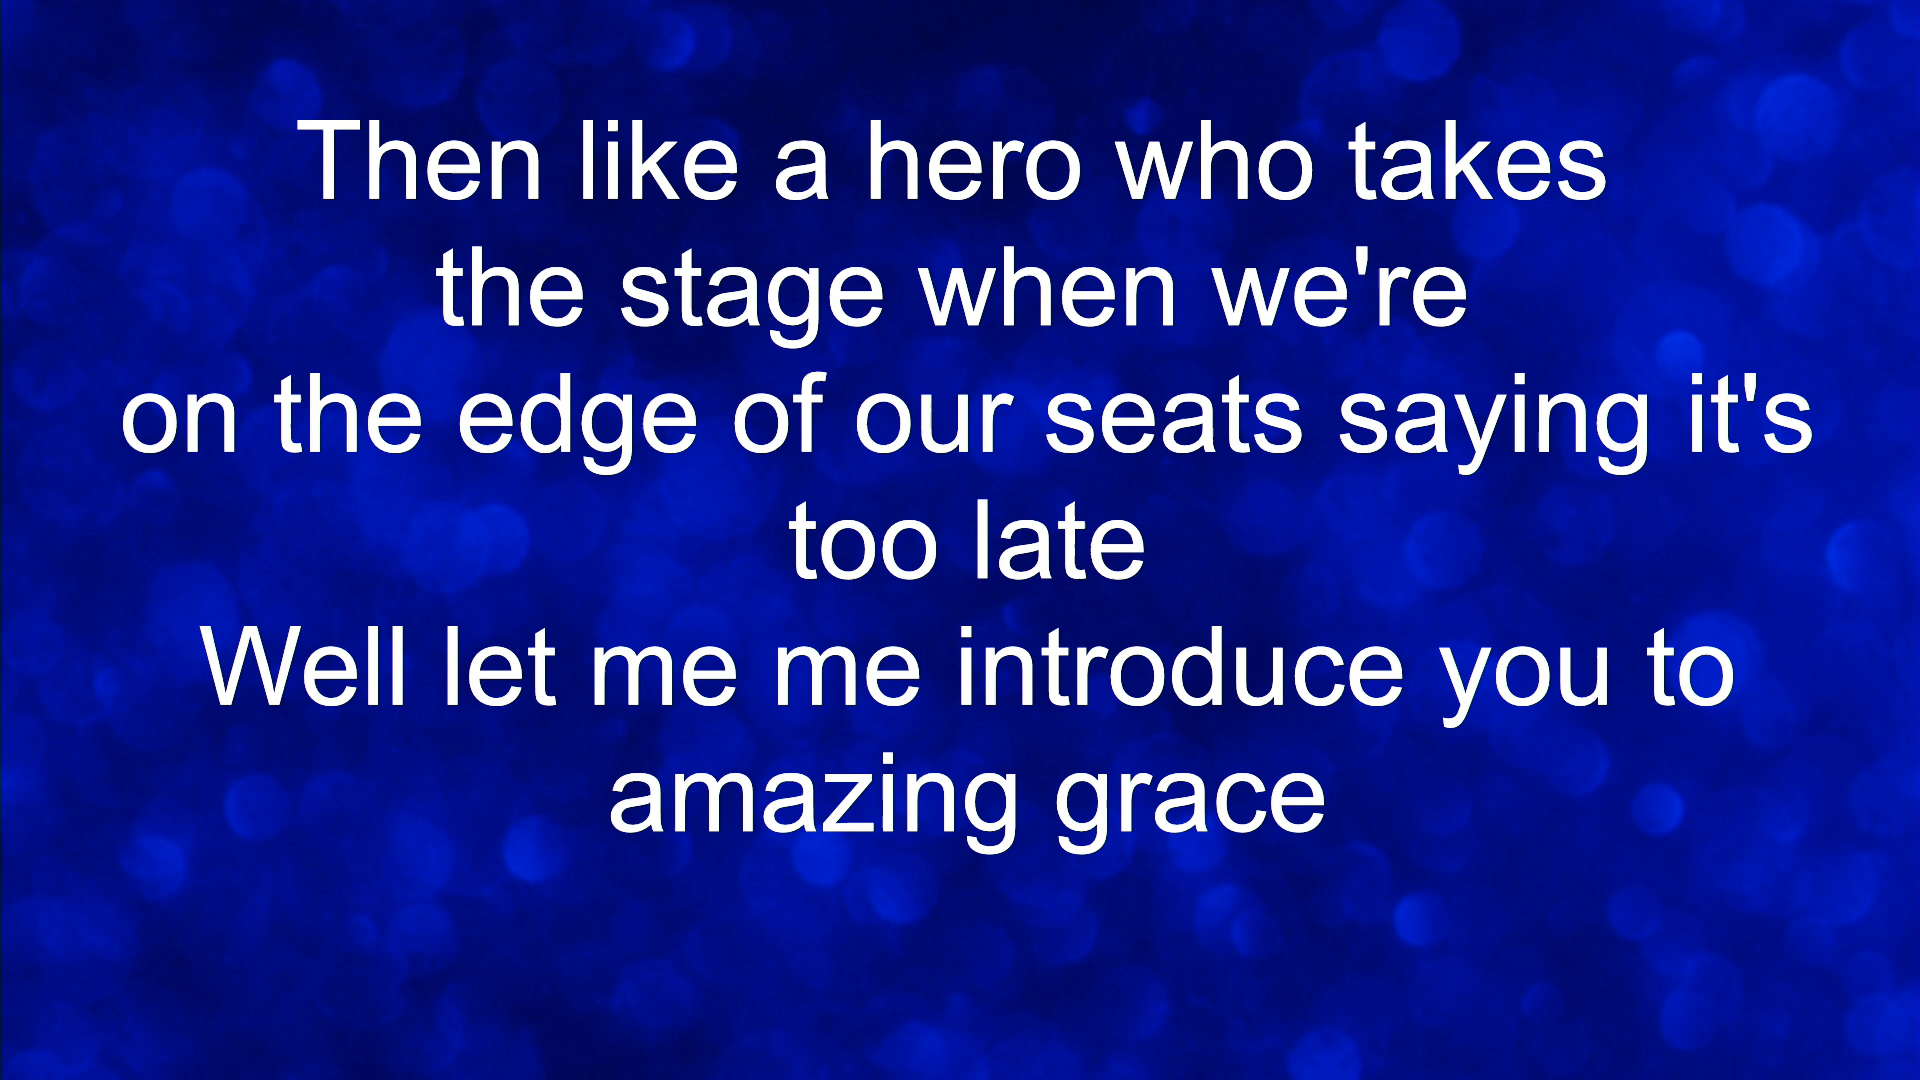 Then like a hero who takes
the stage when we're
on the edge of our seats saying it's
too late
Well let me me introduce you to
amazing grace